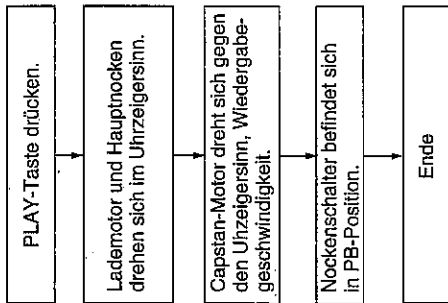 PLAY-Taste drücken.
Lademotor und Hauptnocken
drehen sich im Uhrzeigersinn.
Capstan-Motor dreht sich gegen
den Uhzeigersinn, Wiedergabe-
geschwindigkeit.
Nockenschalter befindet sich
in PB-Position.
Ende